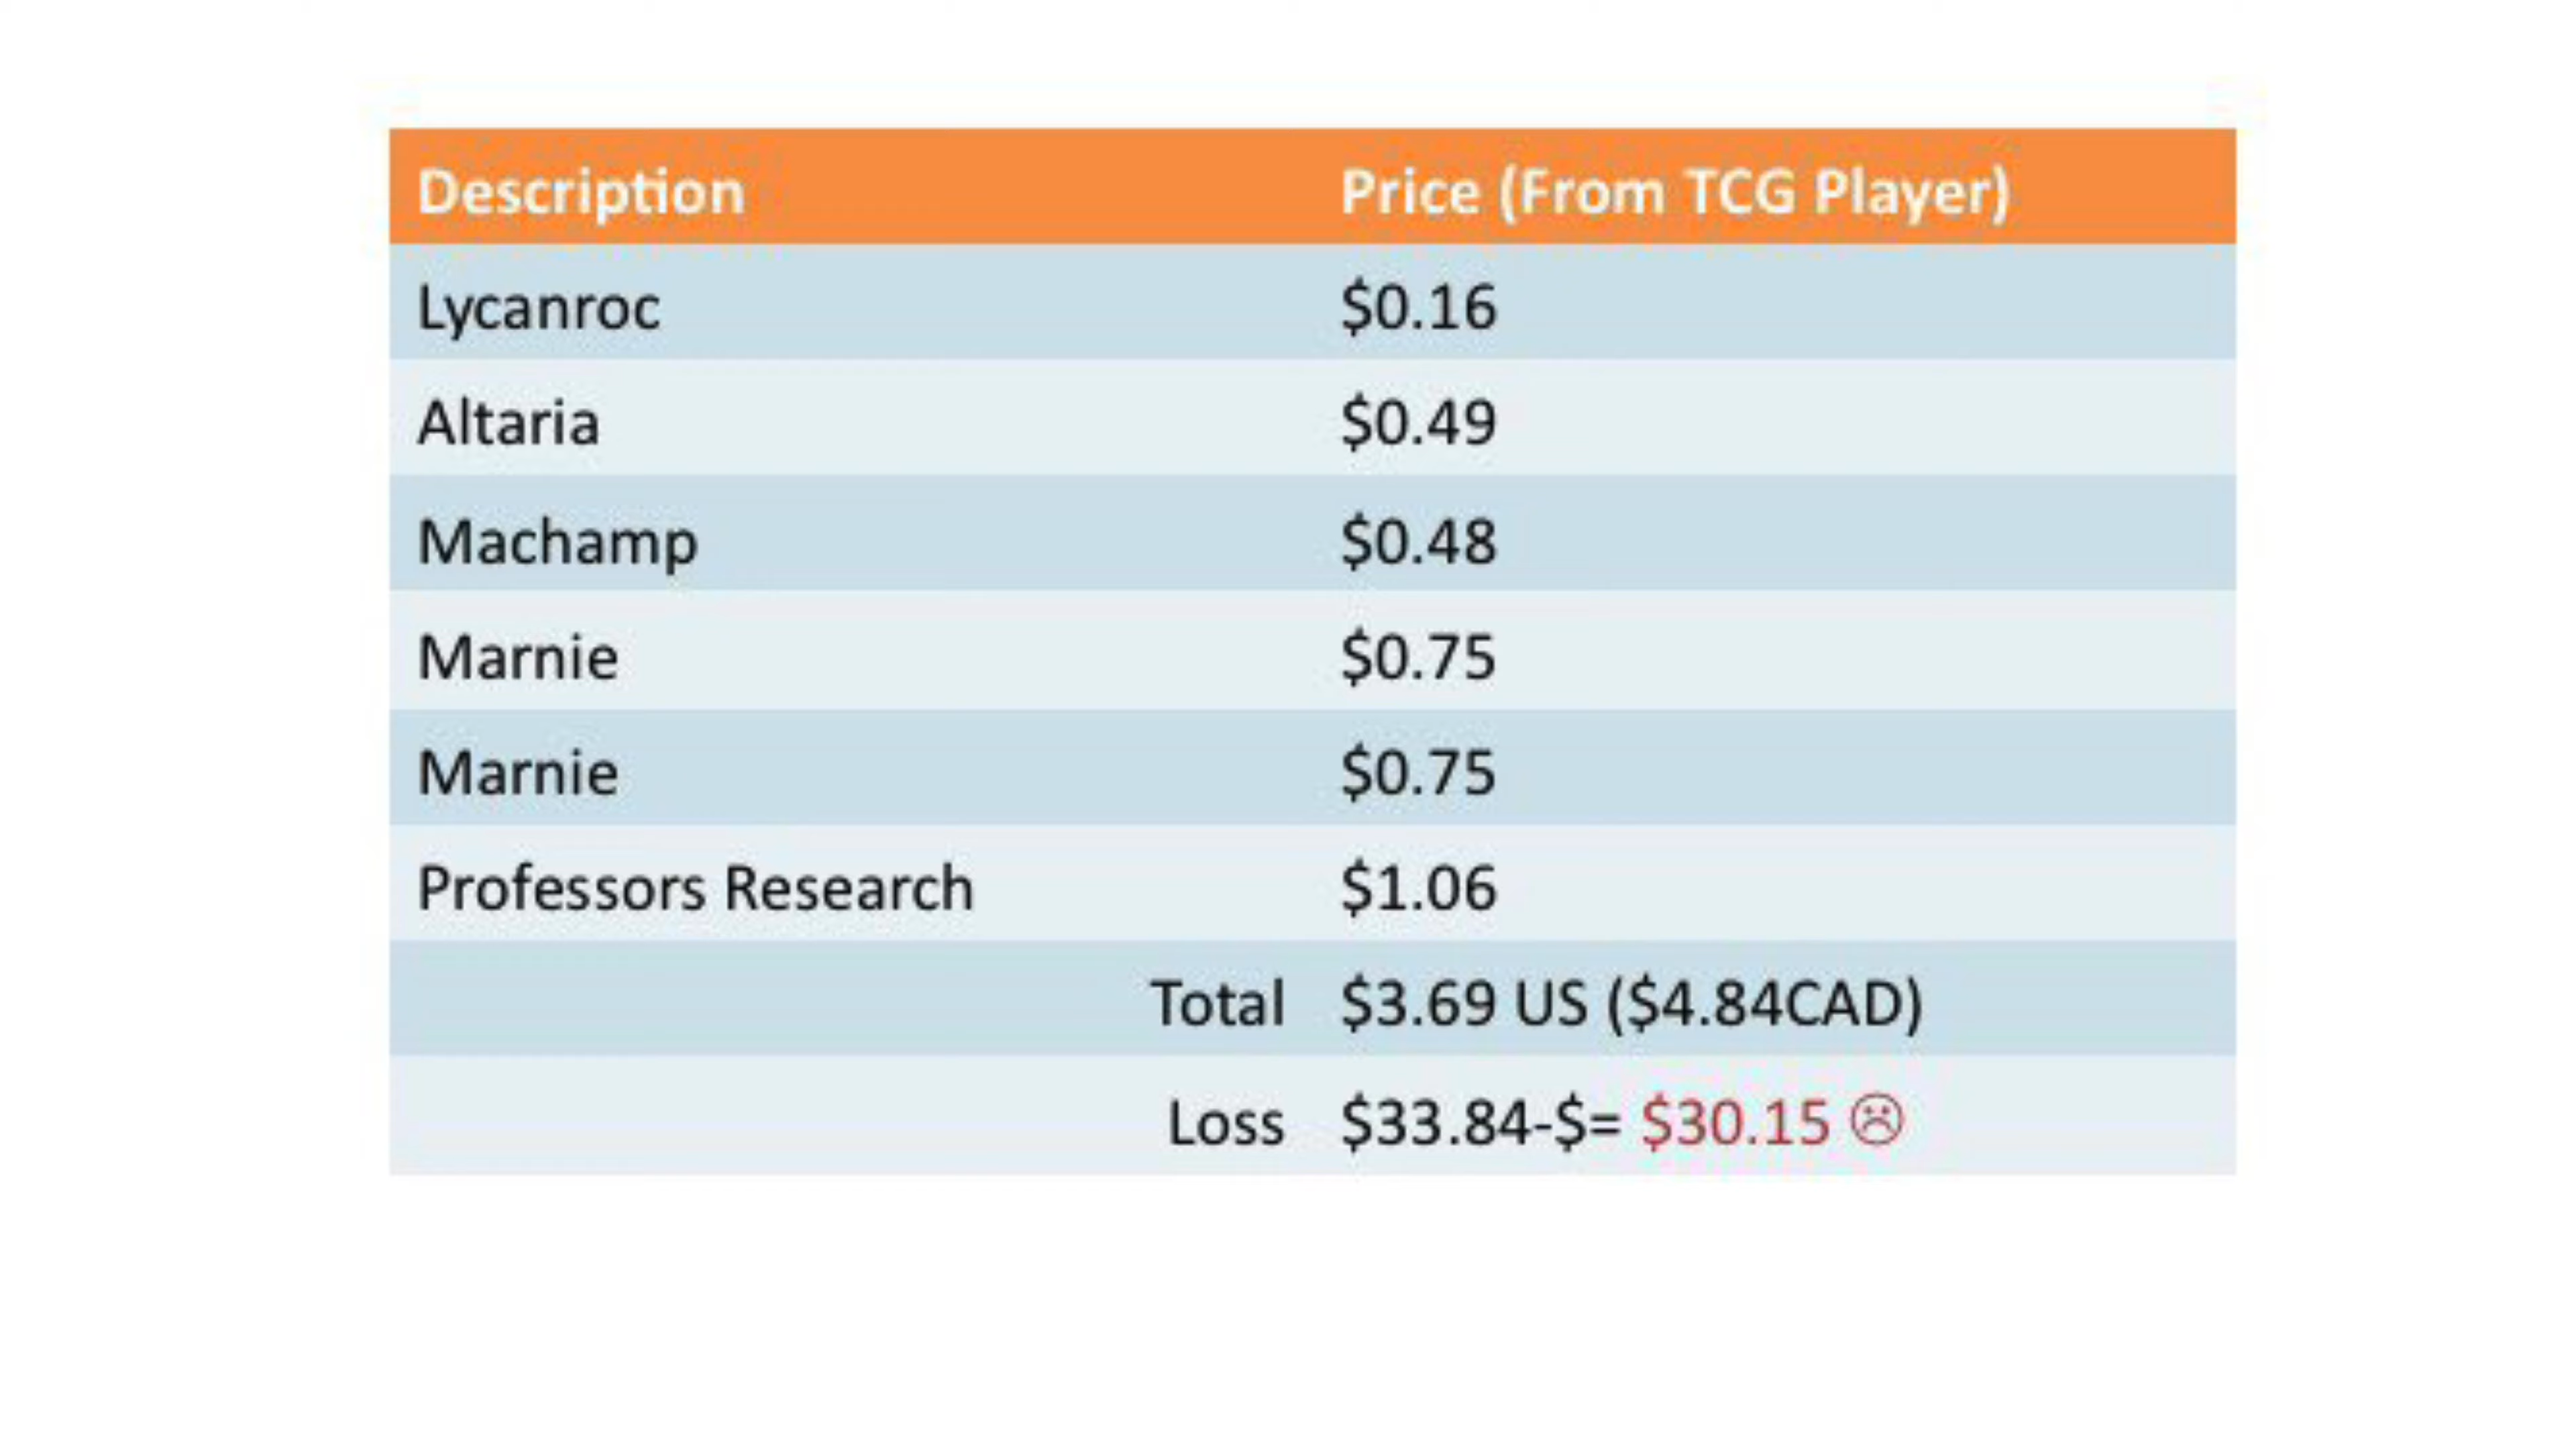 Description Price (From TCG Player)
Lycanroc $0.16
Altaria $0.49
Machamp $0.48
Marnie $0.75
Marnie $0.75
Professors Research $1.06
Total $3.69 US ($4.84CAD)
Loss $33.84-$= $30.15 ☹